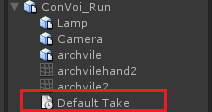 ConVoi_Run
Lamp
Camera
archvile
archvilehand2
archvile2
Default Take